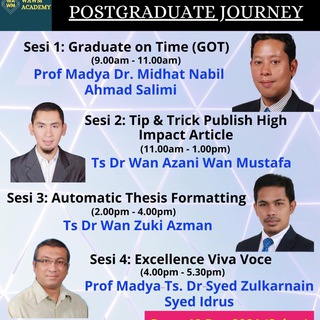 WAWM
ACADEMY
POSTGRADUATE JOURNEY
Sesi 1: Graduate on Time (GOT)
(9.00am - 11.00am)
Prof Madya Dr. Midhat Nabil
Ahmad Salimi
Sesi 2: Tip & Trick Publish High
Impact Article
(11.00am - 1.00pm)
Ts Dr Wan Azani Wan Mustafa
Sesi 3: Automatic Thesis Formatting
(2.00pm - 4.00pm)
Ts Dr Wan Zuki Azman
Sesi 4: Excellence Viva Voce
(4.00pm - 5.30pm)
Prof Madya Ts. Dr Syed Zulkarnain
Syed Idrus